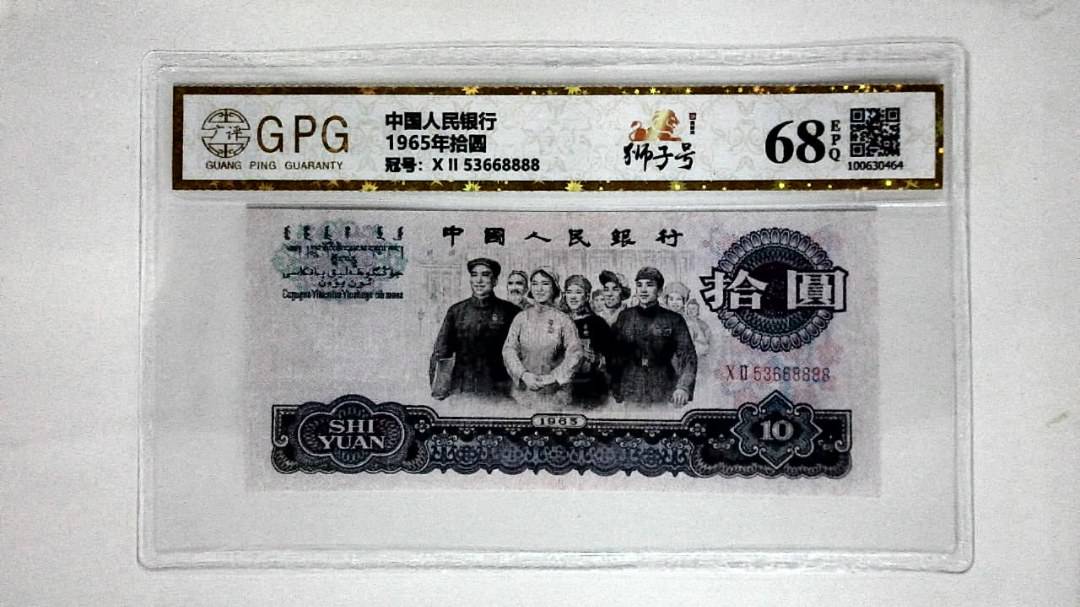 广评
GPG
GUANG PING GUARANTY
中国人民银行
1965年拾圆
冠号: X II 53668888
狮子号
68
EPQ
100630464
中國人民銀行
拾圓
X II 53668888
1965
SHI
YUAN
10